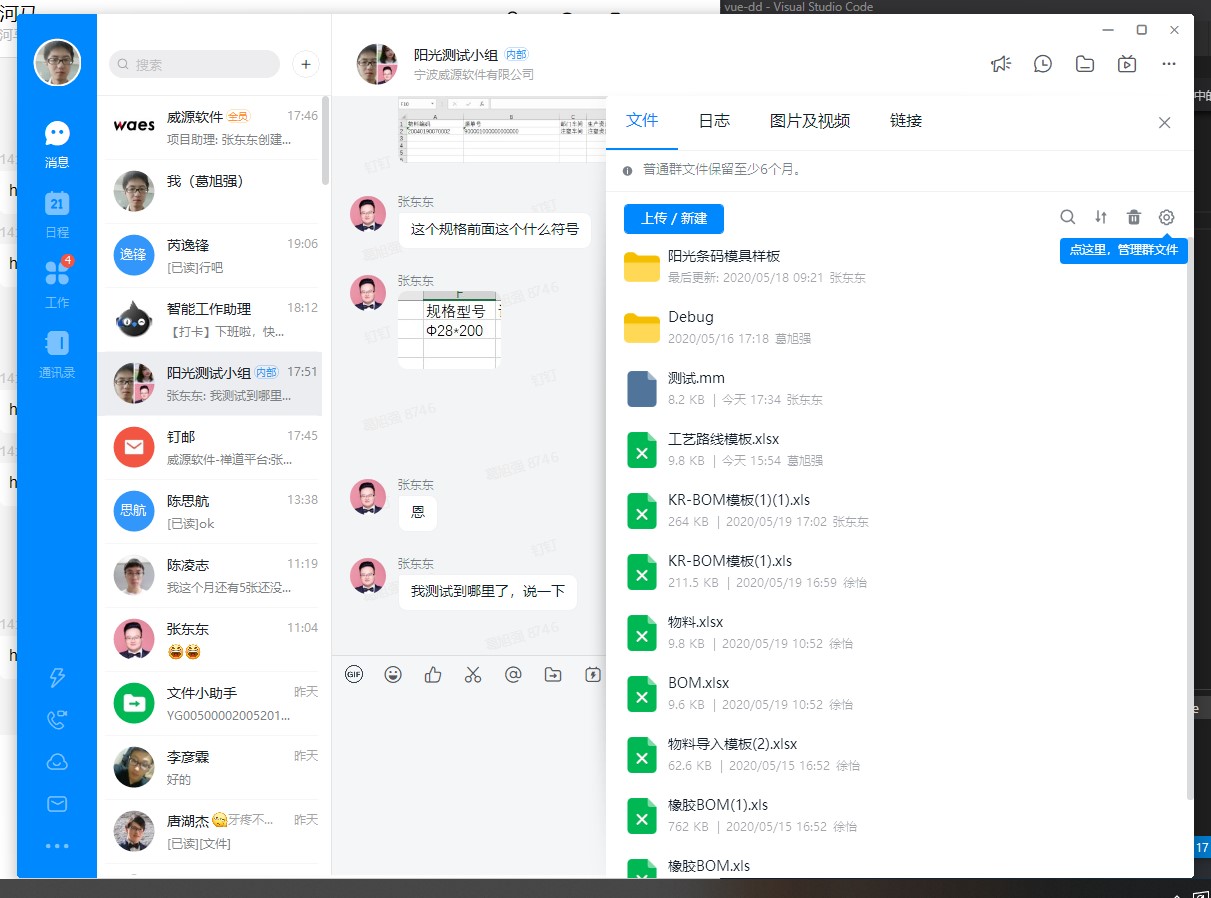 河马
vue-dd - Visual Studio Code
搜索
消息
21
日程
4
工作
通讯录
waes
威源软件 全员 17:46
项目助理: 张东东创建...
我（葛旭强）
逸锋
芮逸锋 19:06
[已读]行吧
智能工作助理 18:12
【打卡】下班啦，快...
阳光测试小组 内部 17:51
张东东: 我测试到哪里...
钉邮 17:45
威源软件-禅道平台:张...
思航
陈思航 13:38
[已读]ok
陈凌志 11:19
我这个月还有5张还没...
张东东 11:04
文件小助手 昨天
YG00500002005201...
李彦霖 昨天
好的
唐湖杰 牙疼不... 昨天
[已读][文件]
阳光测试小组 内部
宁波威源软件有限公司
张东东
这个规格前面这个什么符号
张东东
F
规格型号
Φ28*200
张东东
恩
张东东
我测试到哪里了，说一下
葛旭强 8746
钉钉
GIF
文件 日志 图片及视频 链接
普通群文件保留至少6个月。
上传 / 新建
点这里，管理群文件
阳光条码模具样板
最后更新: 2020/05/18 09:21 张东东
Debug
2020/05/16 17:18 葛旭强
测试.mm
8.2 KB | 今天 17:34 张东东
工艺路线模板.xlsx
9.8 KB | 今天 15:54 葛旭强
KR-BOM模板(1)(1).xls
264 KB | 2020/05/19 17:02 张东东
KR-BOM模板(1).xls
211.5 KB | 2020/05/19 16:59 徐怡
物料.xlsx
9.8 KB | 2020/05/19 10:52 徐怡
BOM.xlsx
9.6 KB | 2020/05/19 10:52 徐怡
物料导入模板(2).xlsx
62.6 KB | 2020/05/15 16:52 徐怡
橡胶BOM(1).xls
762 KB | 2020/05/15 16:52 徐怡
橡胶BOM.xls
中的
17